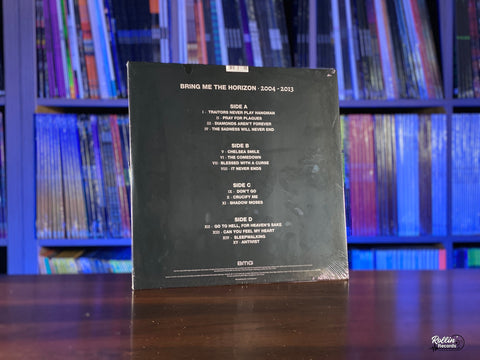 BRING ME THE HORIZON · 2004 - 2013
SIDE A
I - TRAITORS NEVER PLAY HANGMAN
II - PRAY FOR PLAGUES
III - DIAMONDS AREN'T FOREVER
IV - THE SADNESS WILL NEVER END
SIDE B
V - CHELSEA SMILE
VI - THE COMEDOWN
VII - BLESSED WITH A CURSE
VIII - IT NEVER ENDS
SIDE C
IX - DON'T GO
X - CRUCIFY ME
XI - SHADOW MOSES
SIDE D
XII - GO TO HELL, FOR HEAVEN'S SAKE
XIII - CAN YOU FEEL MY HEART
XIV - SLEEPWALKING
XV - ANTIVIST
BMG
Rollin'
Records